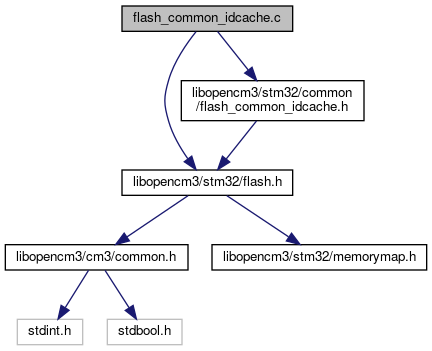 flash_common_idcache.c
libopencm3/stm32/common
/flash_common_idcache.h
libopencm3/stm32/flash.h
libopencm3/cm3/common.h
libopencm3/stm32/memorymap.h
stdint.h
stdbool.h